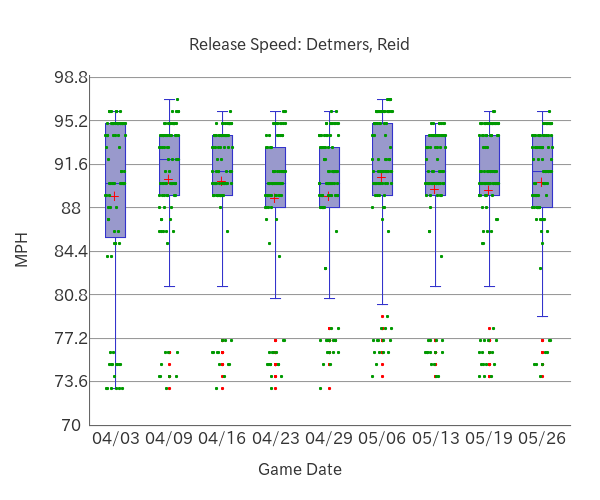 Release Speed: Detmers, Reid
98.8
95.2
91.6
88
84.4
80.8
77.2
73.6
70
MPH
04/03 04/09 04/16 04/23 04/29 05/06 05/13 05/19 05/26
Game Date